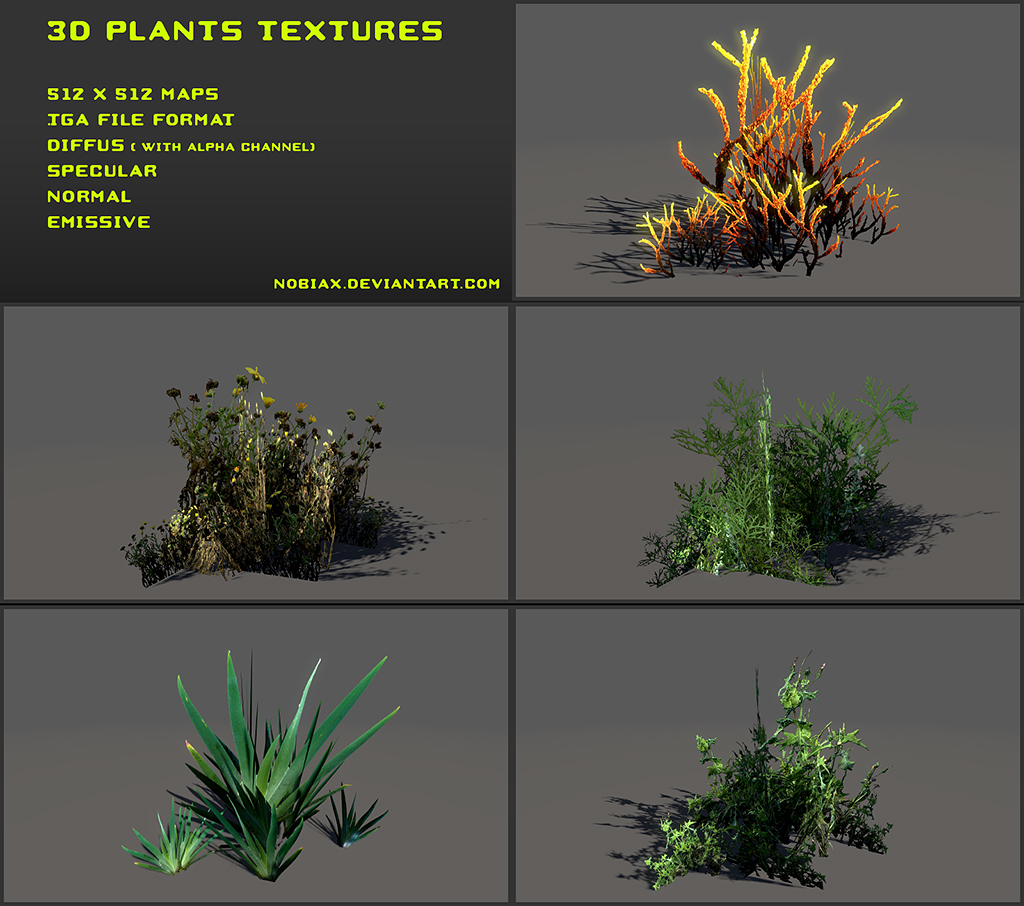 3D PLANTS TEXTURES
512 X 512 MAPS
TGA FILE FORMAT
DIFFUS ( WITH ALPHA CHANNEL)
SPECULAR
NORMAL
EMISSIVE
NOBIAX.DEVIANTART.COM